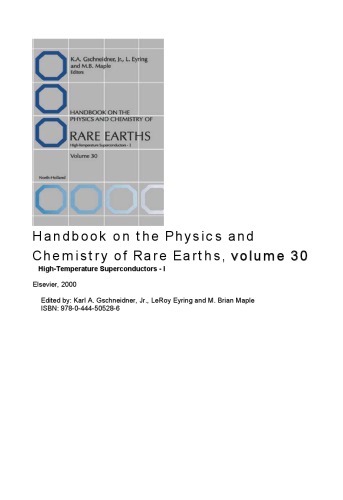 K.A. Gschneidner, Jr., L. Eyring
and M.B. Maple
Editors
HANDBOOK ON THE
PHYSICS AND CHEMISTRY OF
RARE EARTHS
High-Temperature Superconductors - I
Volume 30
North-Holland
Handbook on the Physics and
Chemistry of Rare Earths, volume 30
High-Temperature Superconductors - I
Elsevier, 2000
Edited by: Karl A. Gschneidner, Jr., LeRoy Eyring and M. Brian Maple
ISBN: 978-0-444-50528-6